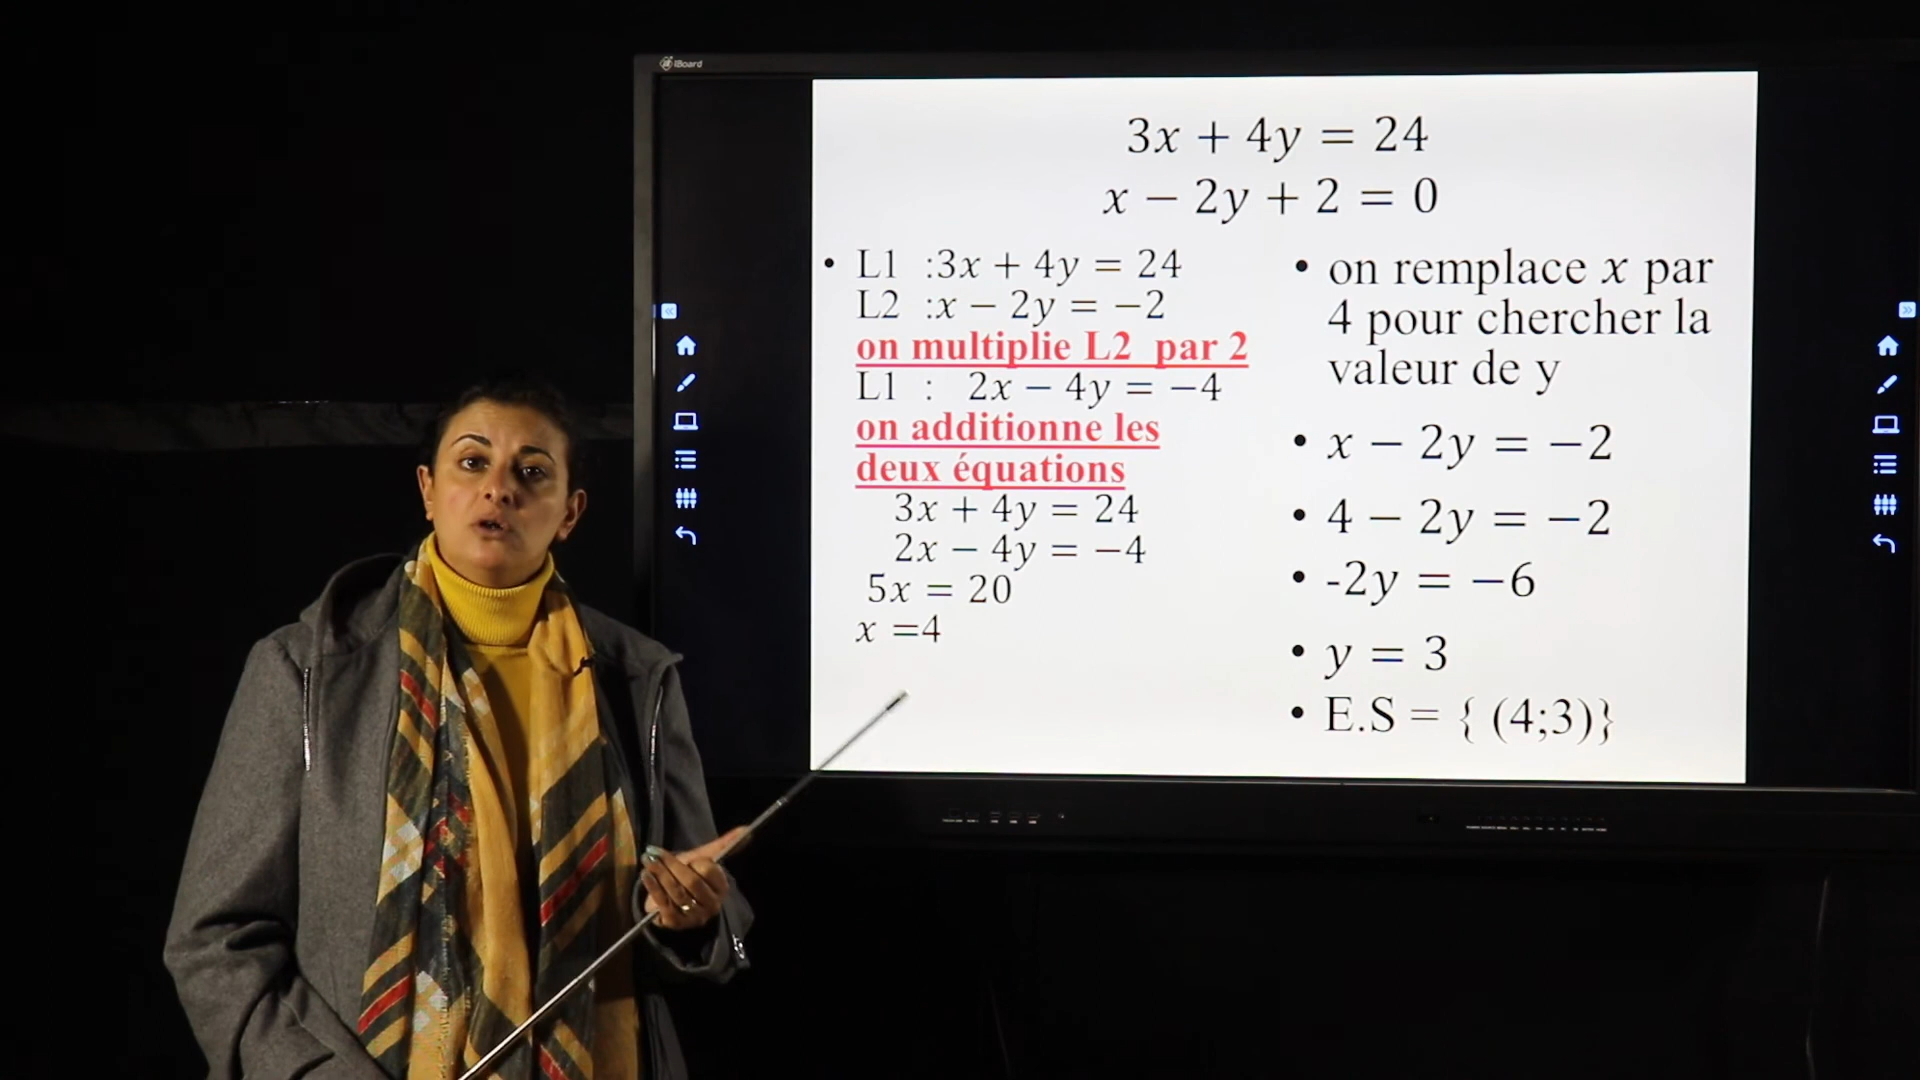 iBoard
3x + 4y = 24
x − 2y + 2 = 0
• L1 :3x + 4y = 24
L2 :x − 2y = −2
on multiplie L2 par 2
L1 : 2x − 4y = −4
on additionne les
deux équations
3x + 4y = 24
2x − 4y = −4
5x = 20
x =4
• on remplace x par
4 pour chercher la
valeur de y
• x − 2y = −2
• 4 − 2y = −2
• -2y = −6
• y = 3
• E.S = { (4;3)}